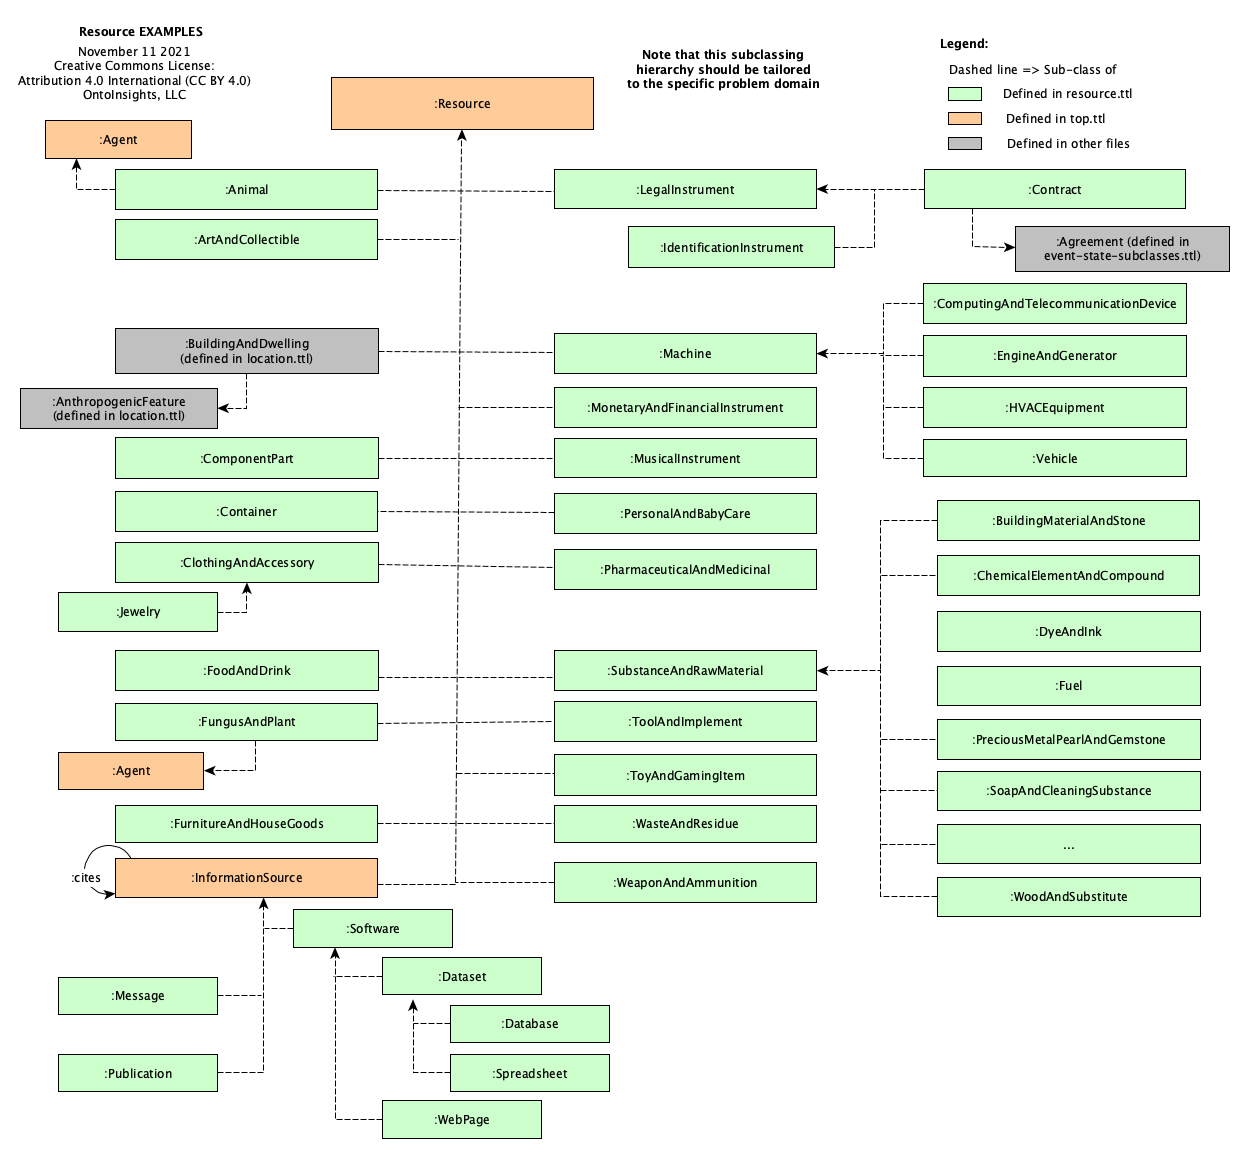 Resource EXAMPLES
November 11 2021
Creative Commons License:
Attribution 4.0 International (CC BY 4.0)
OntoInsights, LLC
Note that this subclassing
hierarchy should be tailored
to the specific problem domain
Legend:
Dashed line => Sub-class of
Defined in resource.ttl
Defined in top.ttl
Defined in other files
:Resource
:Agent
:Animal
:LegalInstrument
:Contract
:ArtAndCollectible
:IdentificationInstrument
:Agreement (defined in
event-state-subclasses.ttl)
:ComputingAndTelecommunicationDevice
:BuildingAndDwelling
(defined in location.ttl)
:Machine
:EngineAndGenerator
:AnthropogenicFeature
(defined in location.ttl)
:MonetaryAndFinancialInstrument
:HVACEquipment
:ComponentPart
:MusicalInstrument
:Vehicle
:Container
:PersonalAndBabyCare
:BuildingMaterialAndStone
:ClothingAndAccessory
:PharmaceuticalAndMedicinal
:ChemicalElementAndCompound
:Jewelry
:DyeAndInk
:FoodAndDrink
:SubstanceAndRawMaterial
:Fuel
:FungusAndPlant
:ToolAndImplement
:PreciousMetalPearlAndGemstone
:Agent
:ToyAndGamingItem
:SoapAndCleaningSubstance
:FurnitureAndHouseGoods
:WasteAndResidue
...
:cites
:InformationSource
:WeaponAndAmmunition
:WoodAndSubstitute
:Software
:Dataset
:Message
:Database
:Publication
:Spreadsheet
:WebPage